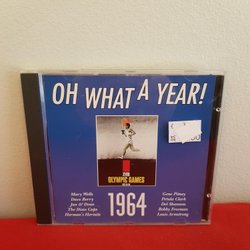 OH WHAT A YEAR!
OLYMPIC GAMES
Mary Wells
Dave Berry
Jan & Dean
The Dixie Cups
Herman's Hermits
Gene Pitney
Petula Clark
Del Shannon
Bobby Freeman
Louis Armstrong
1964